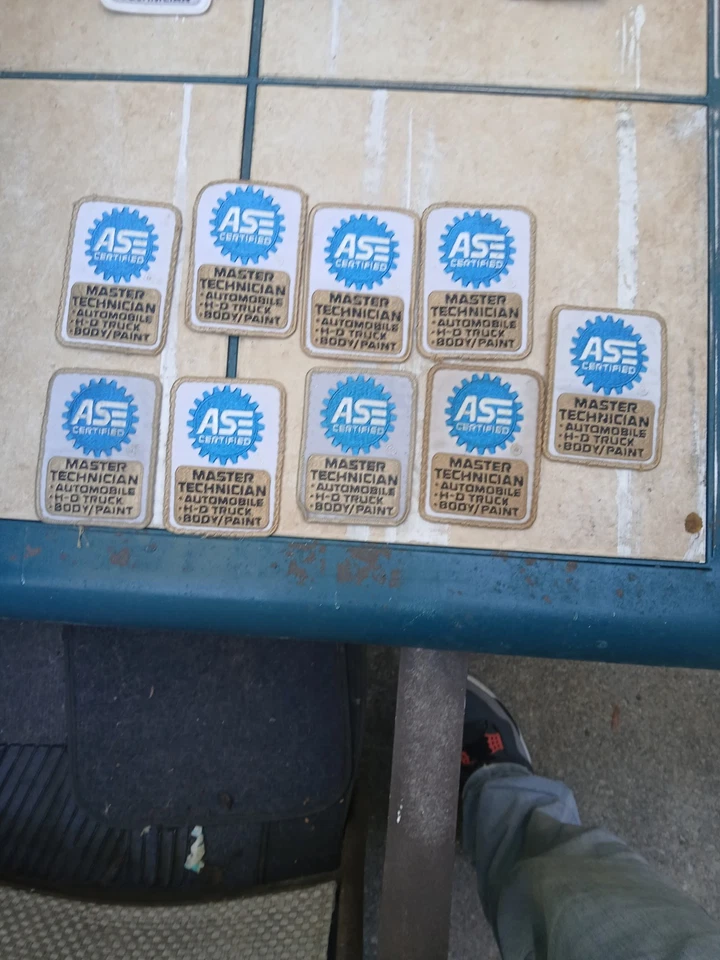 TECHNICIAN
ASE
CERTIFIED
MASTER
TECHNICIAN
·AUTOMOBILE
·H-D TRUCK
·BODY/PAINT
ASE
CERTIFIED
MASTER
TECHNICIAN
·AUTOMOBILE
·H-D TRUCK
·BODY/PAINT
ASE
CERTIFIED
MASTER
TECHNICIAN
·AUTOMOBILE
·H-D TRUCK
·BODY/PAINT
ASE
CERTIFIED
MASTER
TECHNICIAN
·AUTOMOBILE
·H-D TRUCK
·BODY/PAINT
ASE
CERTIFIED
MASTER
TECHNICIAN
·AUTOMOBILE
·H-D TRUCK
·BODY/PAINT
ASE
CERTIFIED
MASTER
TECHNICIAN
·AUTOMOBILE
·H-D TRUCK
·BODY/PAINT
ASE
CERTIFIED
MASTER
TECHNICIAN
·AUTOMOBILE
·H-D TRUCK
·BODY/PAINT
ASE
CERTIFIED
MASTER
TECHNICIAN
·AUTOMOBILE
·H-D TRUCK
·BODY/PAINT
ASE
CERTIFIED
MASTER
TECHNICIAN
·AUTOMOBILE
·H-D TRUCK
·BODY/PAINT